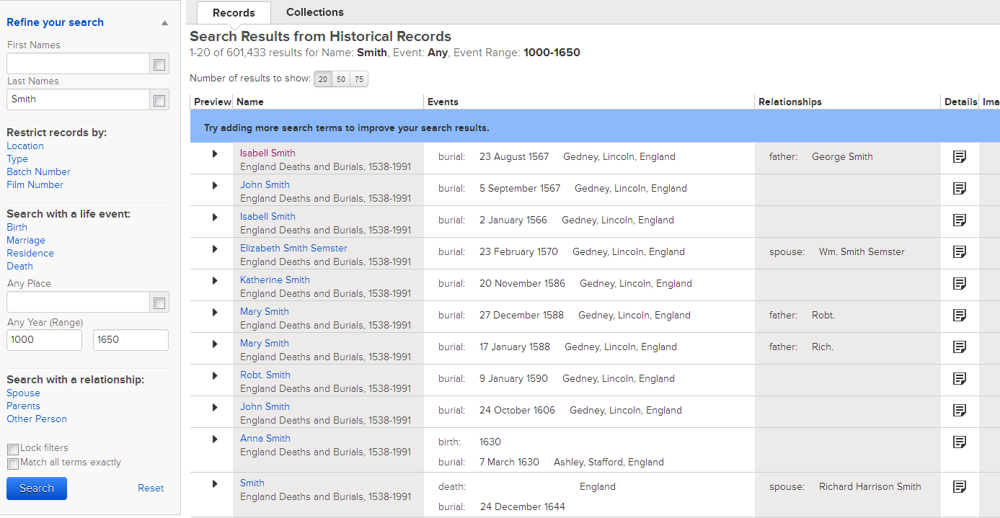 Refine your search
First Names
Last Names
Smith
Restrict records by:
Location
Type
Batch Number
Film Number
Search with a life event:
Birth
Marriage
Residence
Death
Any Place
Any Year (Range)
1000 1650
Search with a relationship:
Spouse
Parents
Other Person
Lock filters
Match all terms exactly
Search Reset
Records Collections
Search Results from Historical Records
1-20 of 601,433 results for Name: Smith, Event: Any, Event Range: 1000-1650
Number of results to show: 20 50 75
Preview Name Events Relationships Details Ima
Try adding more search terms to improve your search results.
Isabell Smith burial: 23 August 1567 Gedney, Lincoln, England father: George Smith
England Deaths and Burials, 1538-1991
John Smith burial: 5 September 1567 Gedney, Lincoln, England
England Deaths and Burials, 1538-1991
Isabell Smith burial: 2 January 1566 Gedney, Lincoln, England
England Deaths and Burials, 1538-1991
Elizabeth Smith Semster burial: 23 February 1570 Gedney, Lincoln, England spouse: Wm. Smith Semster
England Deaths and Burials, 1538-1991
Katherine Smith burial: 20 November 1586 Gedney, Lincoln, England
England Deaths and Burials, 1538-1991
Mary Smith burial: 27 December 1588 Gedney, Lincoln, England father: Robt.
England Deaths and Burials, 1538-1991
Mary Smith burial: 17 January 1588 Gedney, Lincoln, England father: Rich.
England Deaths and Burials, 1538-1991
Robt. Smith burial: 9 January 1590 Gedney, Lincoln, England
England Deaths and Burials, 1538-1991
John Smith burial: 24 October 1606 Gedney, Lincoln, England
England Deaths and Burials, 1538-1991
Anna Smith birth: 1630
England Deaths and Burials, 1538-1991
burial: 7 March 1630 Ashley, Stafford, England
Smith death: England spouse: Richard Harrison Smith
England Deaths and Burials, 1538-1991
burial: 24 December 1644